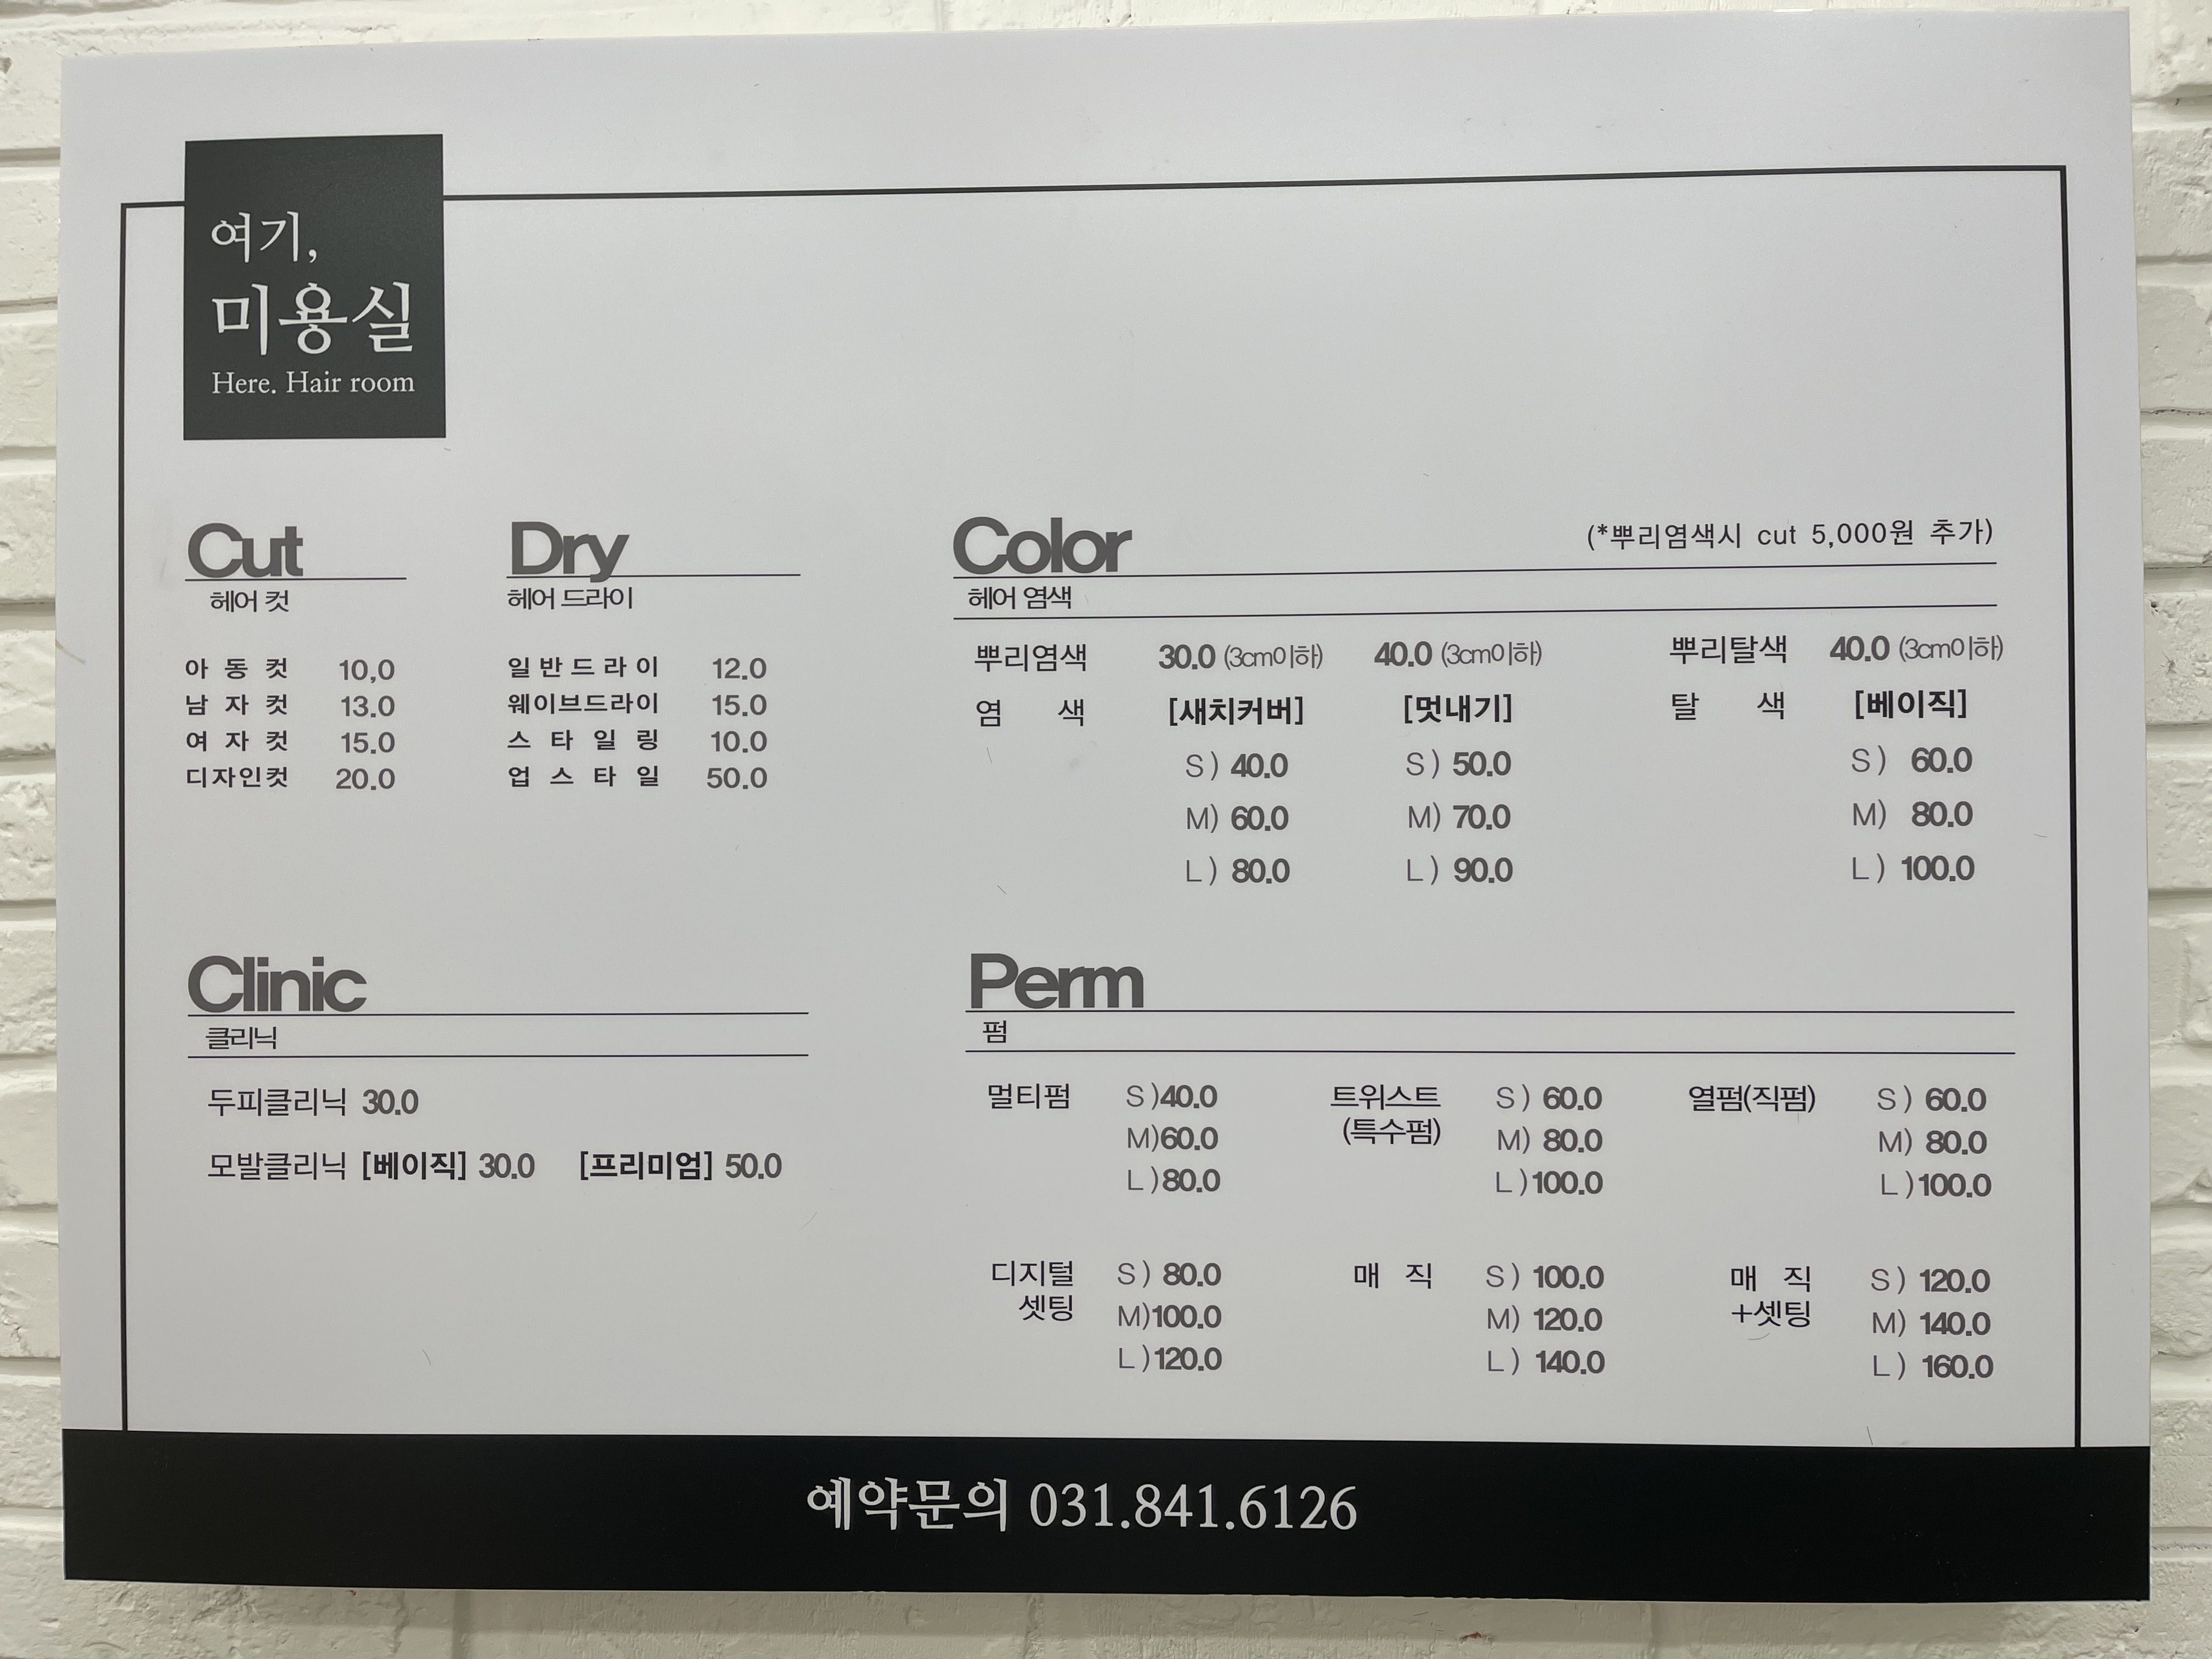 여기,
미용실
Here. Hair room
Cut
헤어 컷
아 동 컷 10,0
남 자 컷 13.0
여 자 컷 15.0
디자인컷 20.0
Dry
헤어 드라이
일반드라이 12.0
웨이브드라이 15.0
스 타 일 링 10.0
업 스 타 일 50.0
Color (*뿌리염색시 cut 5,000원 추가)
헤어 염색
뿌리염색 30.0 (3cm이하) 40.0 (3cm이하) 뿌리탈색 40.0 (3cm이하)
염 색 [새치커버] [멋내기] 탈 색 [베이직]
S) 40.0 S) 50.0 S) 60.0
M) 60.0 M) 70.0 M) 80.0
L) 80.0 L) 90.0 L) 100.0
Clinic
클리닉
두피클리닉 30.0
모발클리닉 [베이직] 30.0 [프리미엄] 50.0
Perm
펌
멀티펌 S)40.0 트위스트 S) 60.0 열펌(직펌) S) 60.0
M)60.0 (특수펌) M) 80.0 M) 80.0
L)80.0 L)100.0 L)100.0
디지털 S) 80.0 매 직 S) 100.0 매 직 S) 120.0
셋팅 M)100.0 M) 120.0 +셋팅 M) 140.0
L)120.0 L) 140.0 L) 160.0
예약문의 031.841.6126